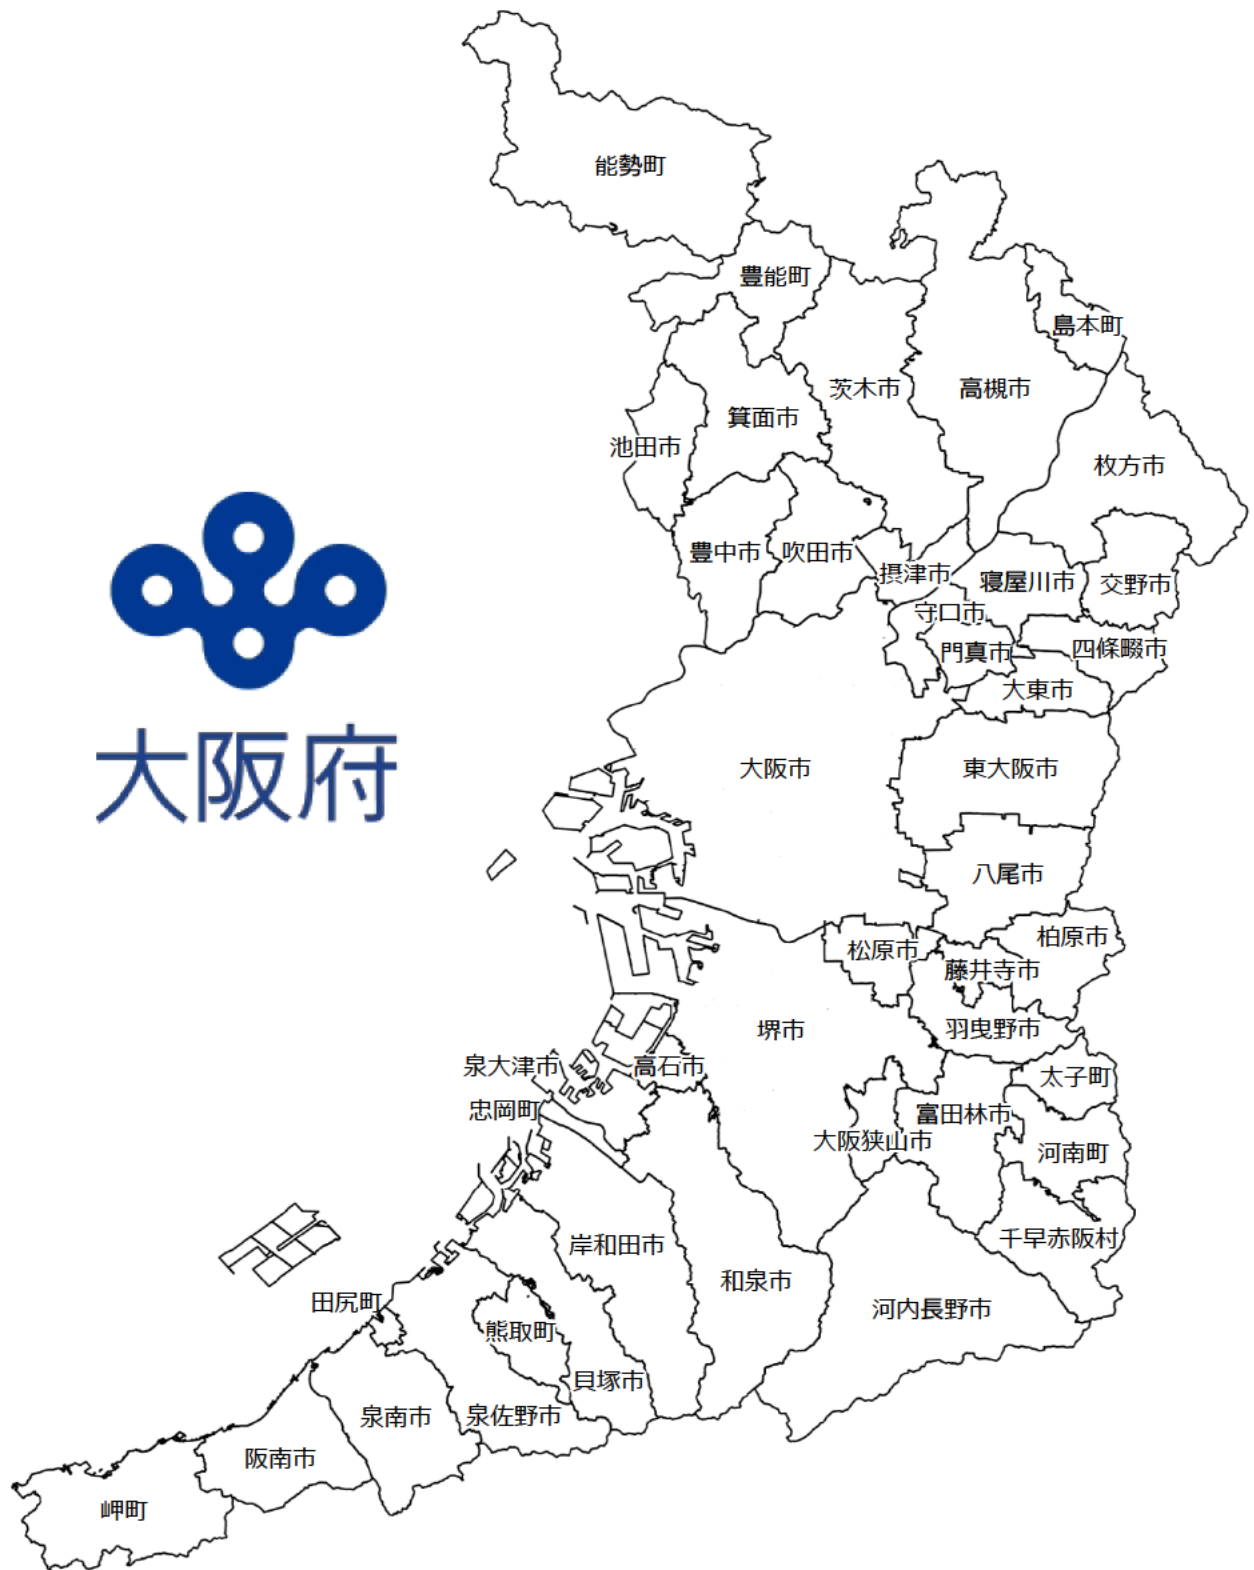 能勢町
豊能町
島本町
茨木市
高槻市
箕面市
池田市
枚方市
豊中市
吹田市
摂津市
寝屋川市
交野市
守口市
門真市
四條畷市
大東市
大阪府
大阪市
東大阪市
八尾市
柏原市
松原市
藤井寺市
堺市
羽曳野市
泉大津市
高石市
太子町
忠岡町
富田林市
大阪狭山市
河南町
岸和田市
千早赤阪村
和泉市
田尻町
河内長野市
熊取町
貝塚市
泉南市
泉佐野市
阪南市
岬町